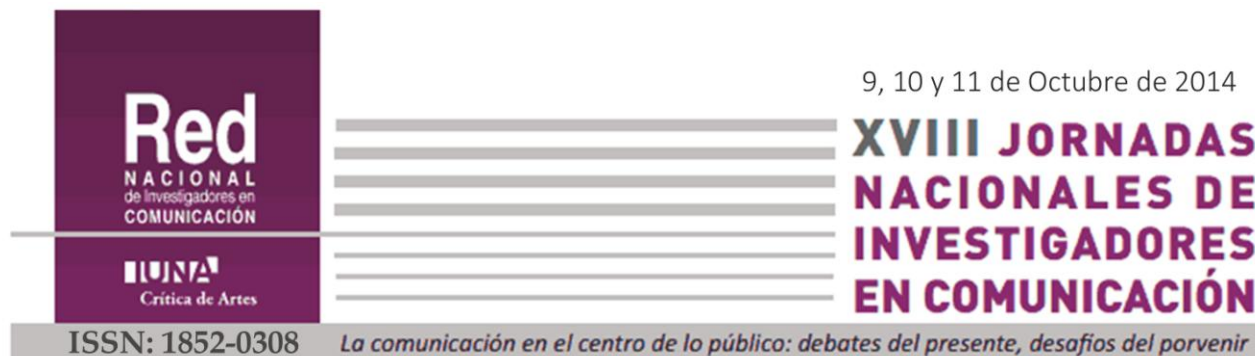 Red
NACIONAL
de Investigadores en
COMUNICACIÓN
IUNA
Crítica de Artes
9, 10 y 11 de Octubre de 2014
XVIII JORNADAS
NACIONALES DE
INVESTIGADORES
EN COMUNICACIÓN
ISSN: 1852-0308
La comunicación en el centro de lo público: debates del presente, desafíos del porvenir